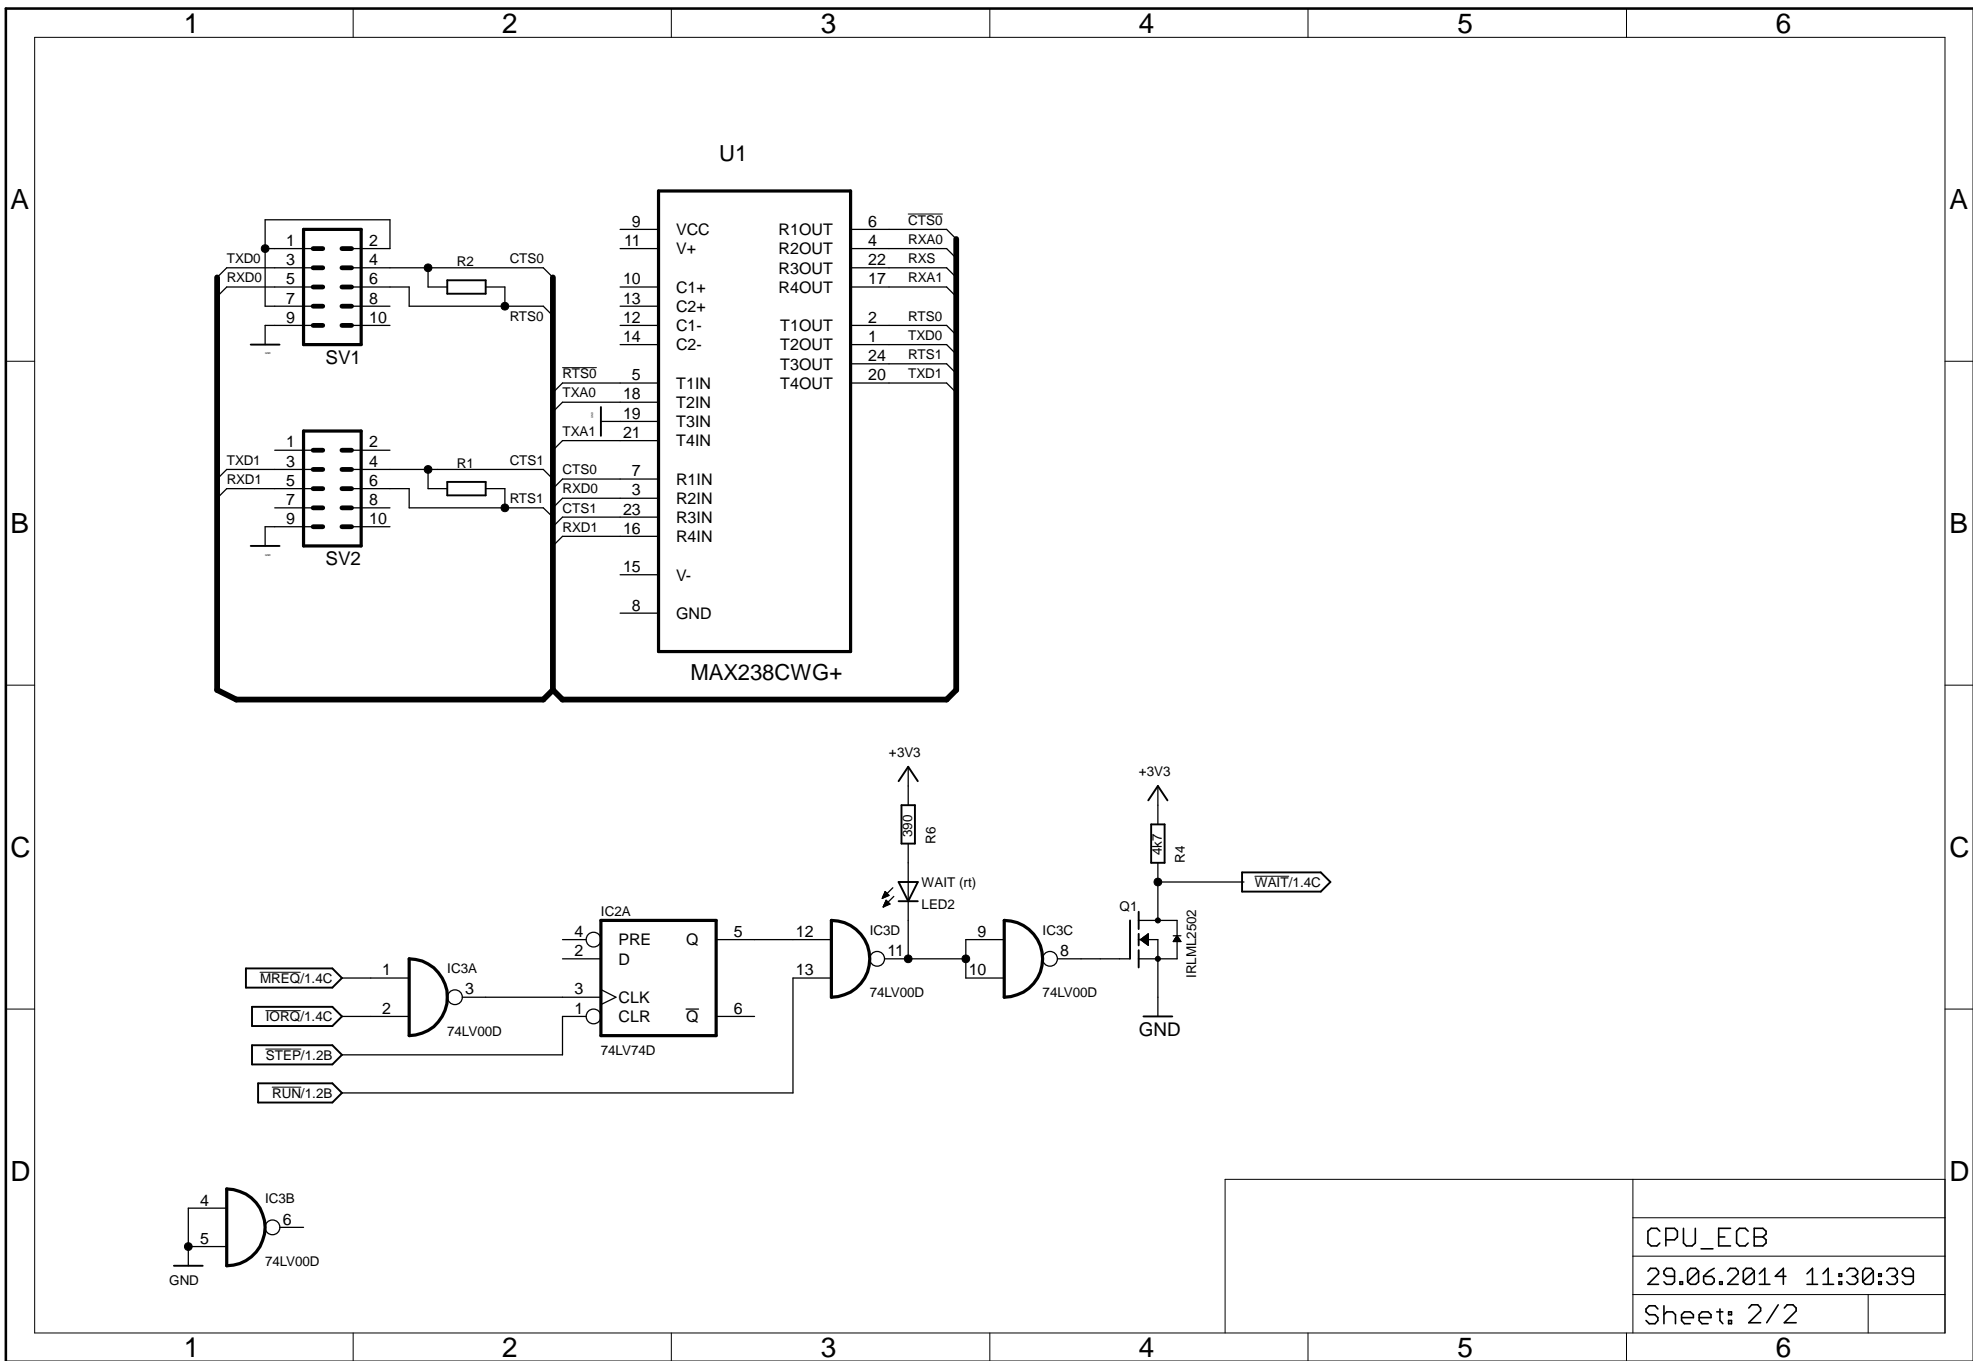 1 2 3 4 5 6
A A
B B
C C
D D
U1
SV1
1 2
3 4
5 6
7 8
9 10
TXD0
RXD0
R2
CTS0
RTS0
SV2
1 2
3 4
5 6
7 8
9 10
TXD1
RXD1
R1
CTS1
RTS1
9 VCC
11 V+
10 C1+
13 C2+
12 C1-
14 C2-
R̅T̅S̅0̅ 5 T1IN
TXA0 18 T2IN
19 T3IN
TXA1 21 T4IN
CTS0 7 R1IN
RXD0 3 R2IN
CTS1 23 R3IN
RXD1 16 R4IN
15 V-
8 GND
R1OUT 6 C̅T̅S̅0̅
R2OUT 4 RXA0
R3OUT 22 RXS
R4OUT 17 RXA1
T1OUT 2 RTS0
T2OUT 1 TXD0
T3OUT 24 RTS1
T4OUT 20 TXD1
MAX238CWG+
+3V3
390
R6
WAIT (rt)
LED2
+3V3
4k7
R4
W̅A̅I̅T̅/1.4C
Q1
IRLML2502
GND
M̅R̅E̅Q̅/1.4C
I̅O̅R̅Q̅/1.4C
S̅T̅E̅P̅/1.2B
R̅U̅N̅/1.2B
1
2
IC3A
3
74LV00D
IC2A
4 PRE Q 5
2 D
3 CLK
1 CLR Q̅ 6
74LV74D
12
13
IC3D
11
74LV00D
9
10
IC3C
8
74LV00D
4
5
IC3B
6
74LV00D
GND
CPU_ECB
29.06.2014 11:30:39
Sheet: 2/2
1 2 3 4 5 6